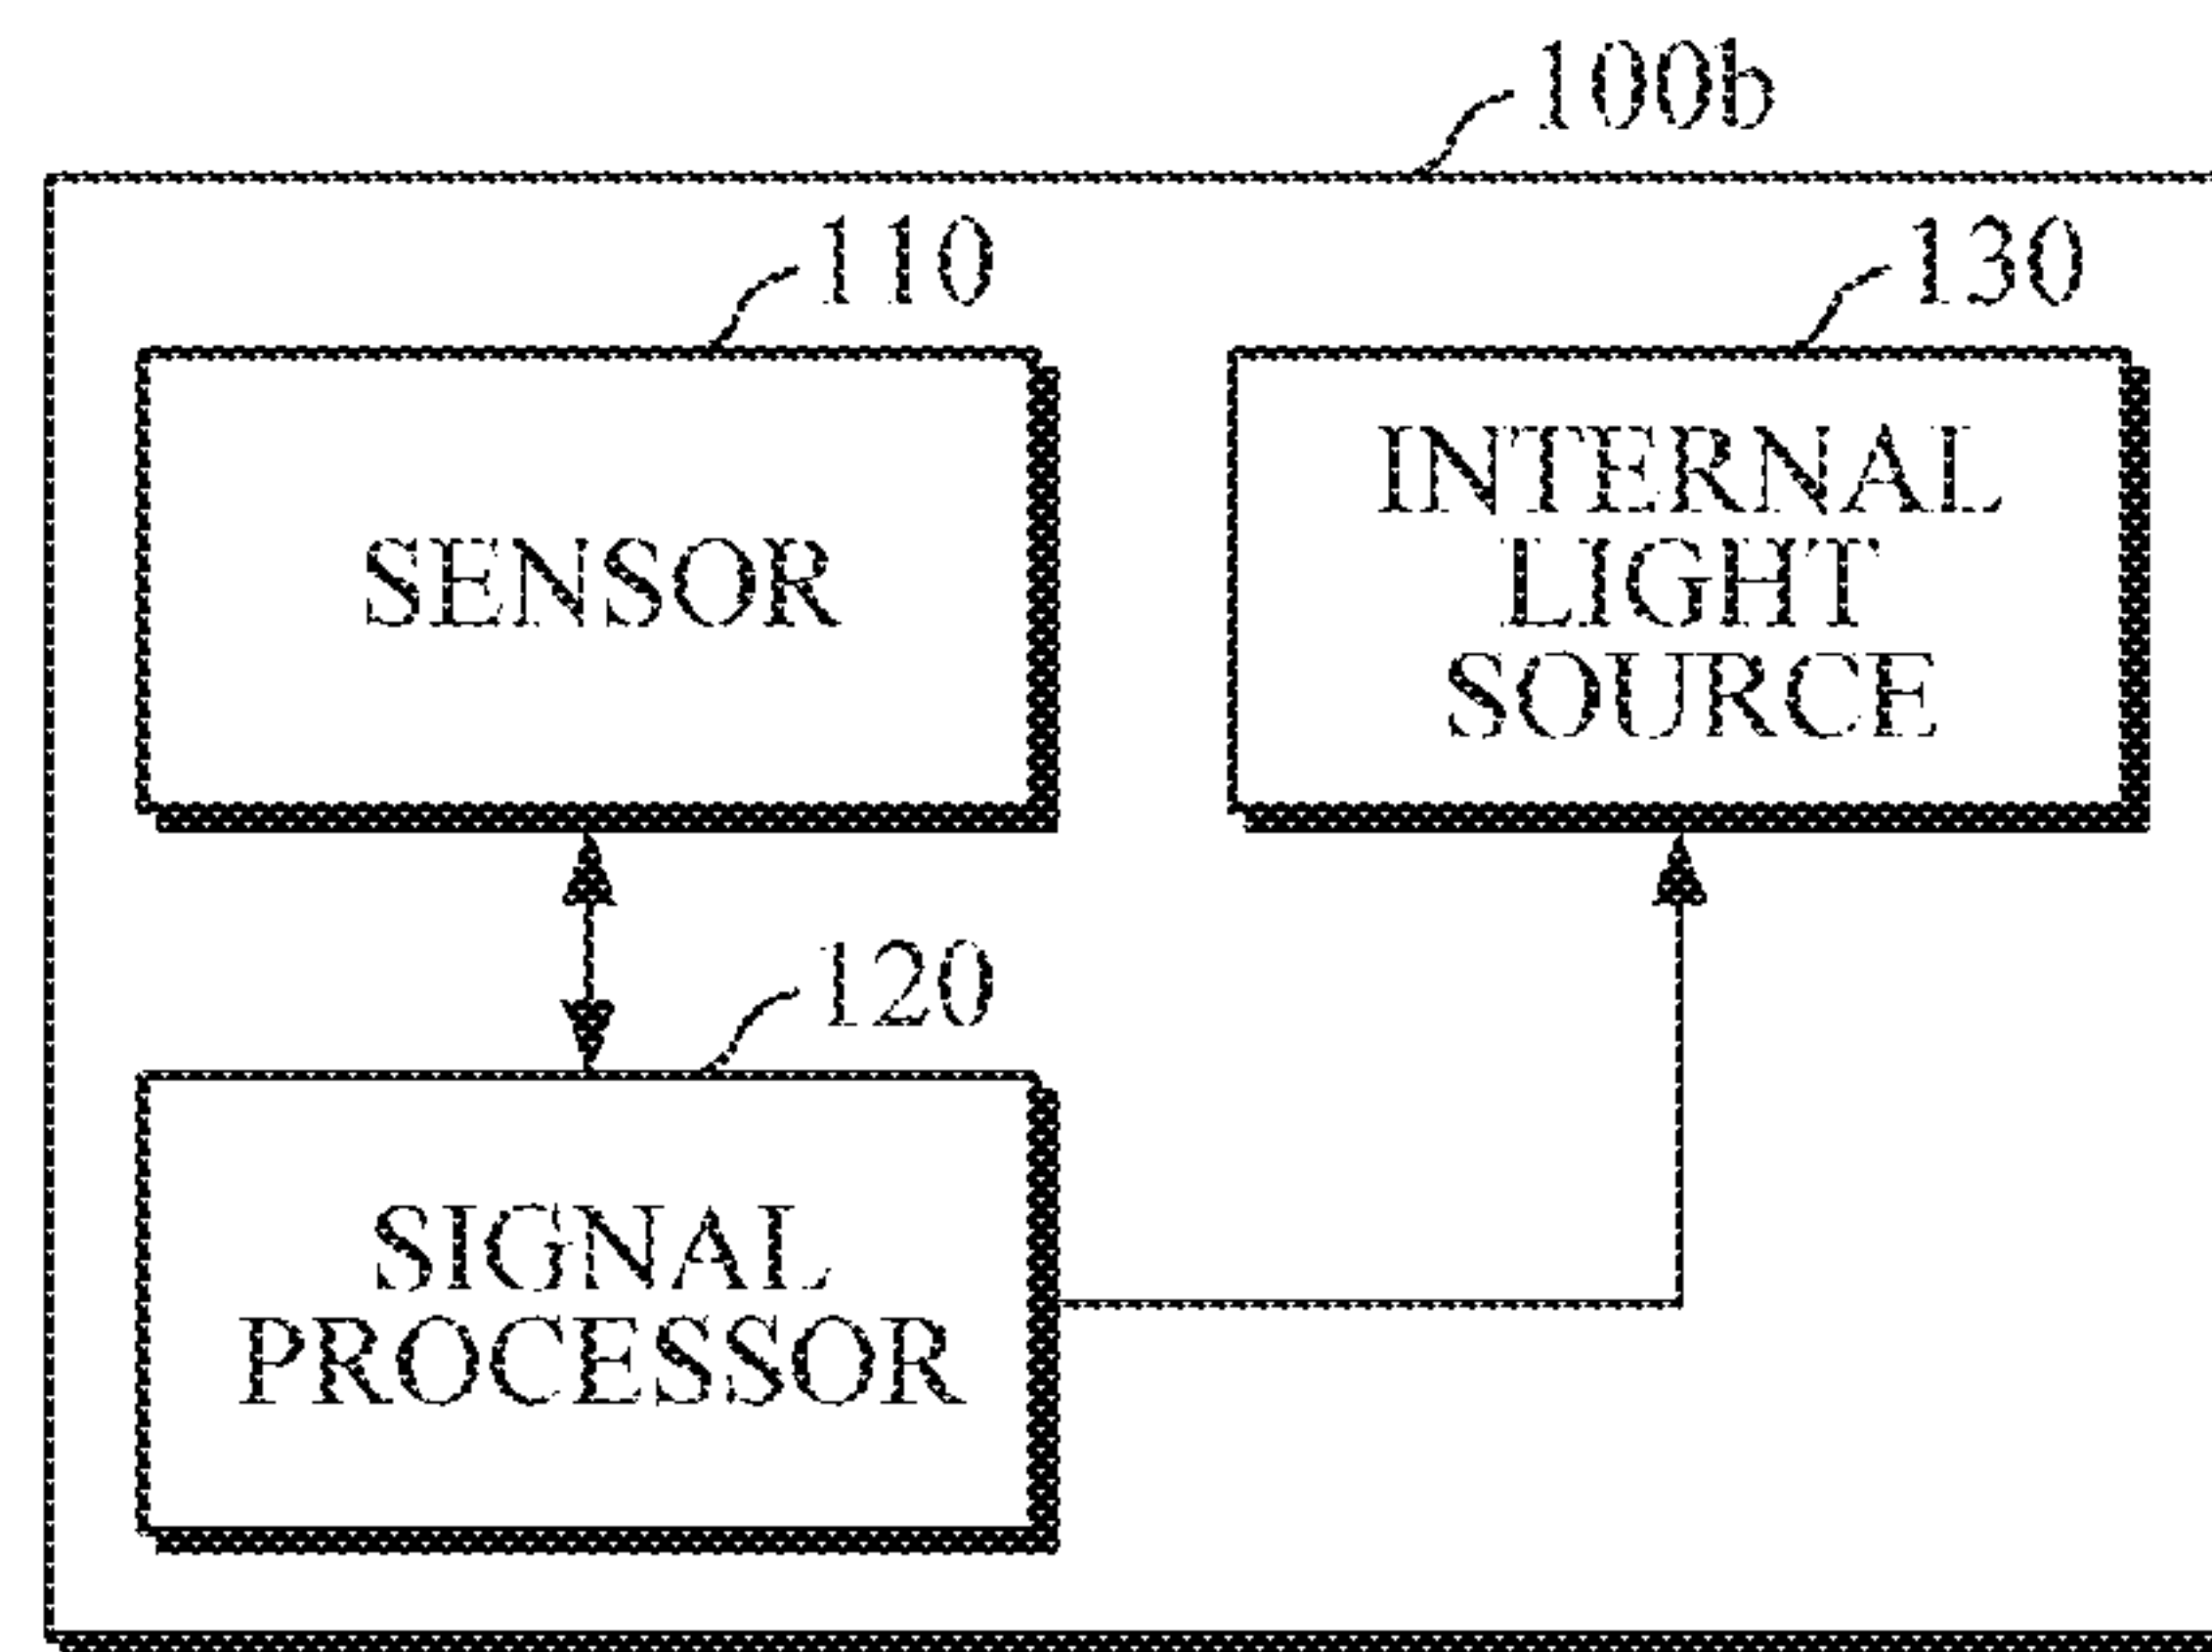 100b
110
130
SENSOR
INTERNAL
LIGHT
SOURCE
120
SIGNAL
PROCESSOR